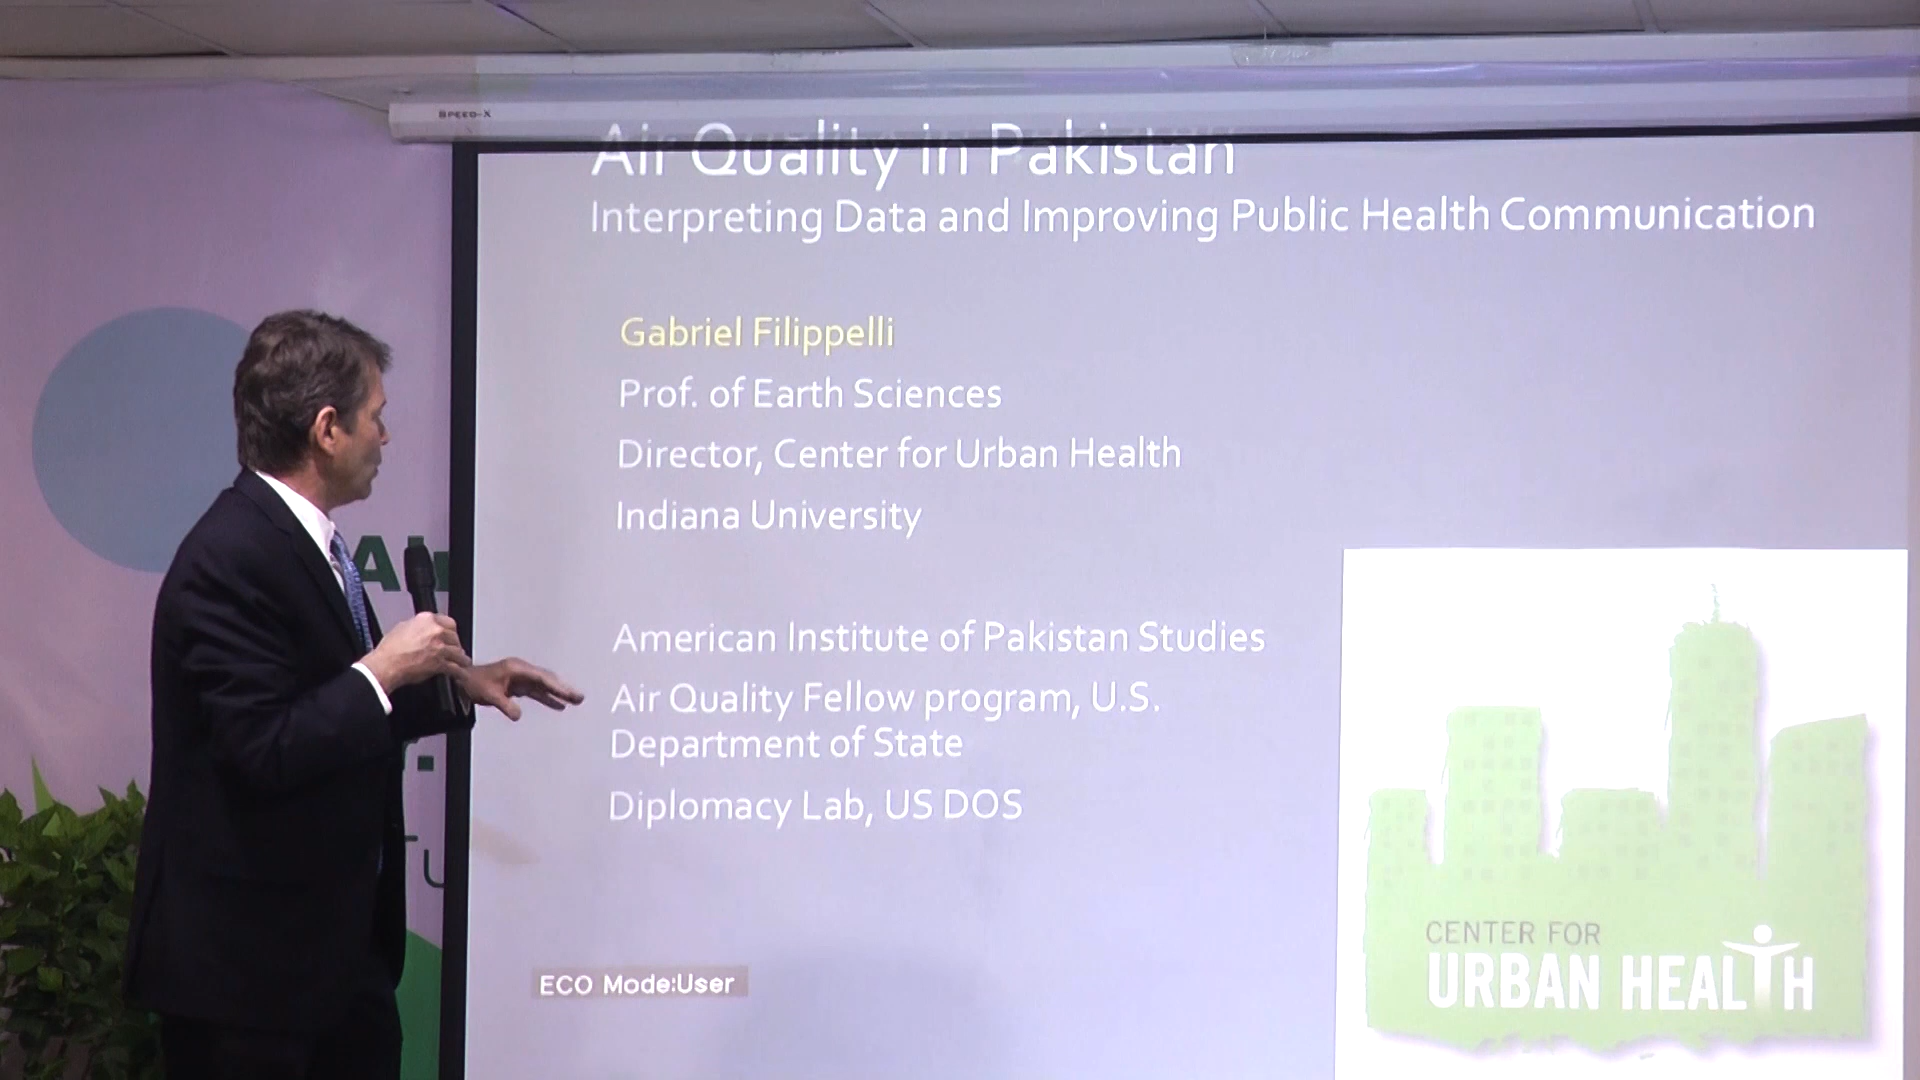 SPEED-X
Air Quality in Pakistan
Interpreting Data and Improving Public Health Communication
Gabriel Filippelli
Prof. of Earth Sciences
Director, Center for Urban Health
Indiana University
American Institute of Pakistan Studies
Air Quality Fellow program, U.S.
Department of State
Diplomacy Lab, US DOS
ECO Mode:User
CENTER FOR
URBAN HEALTH